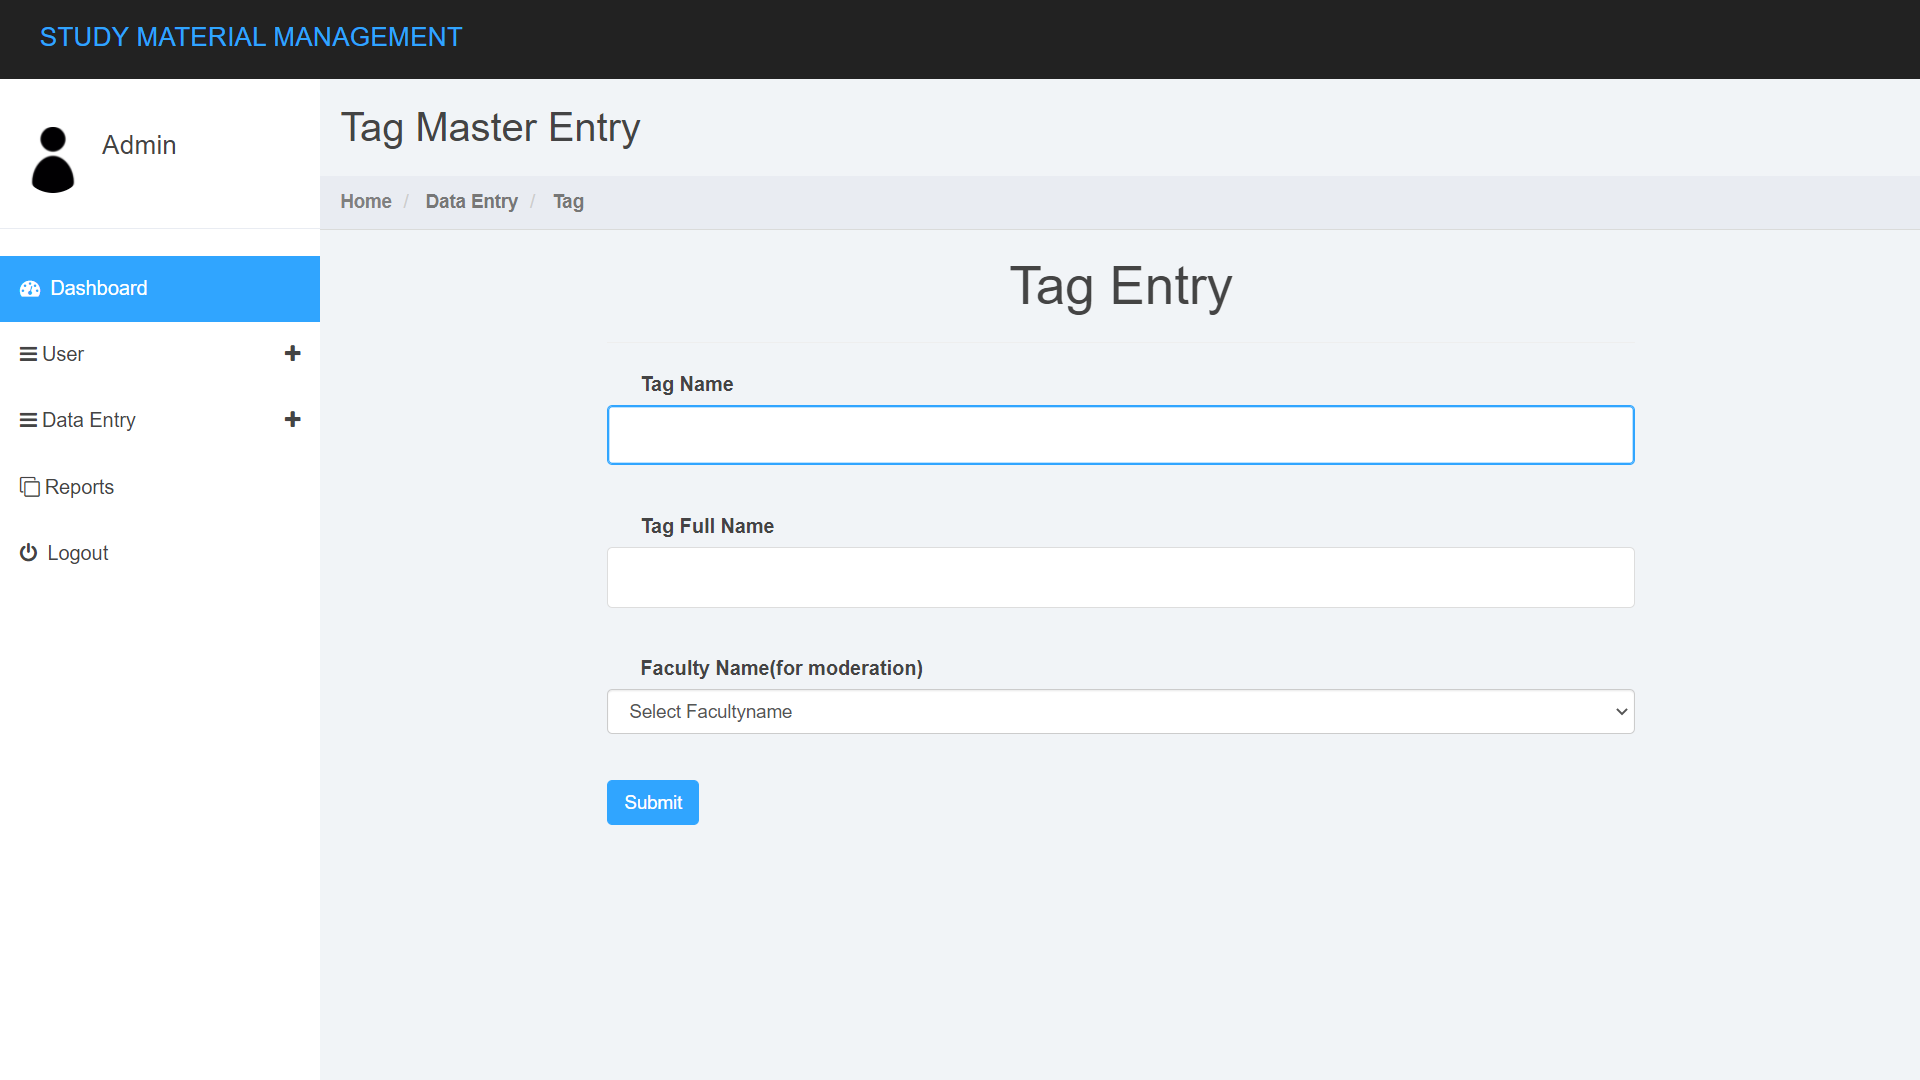 STUDY MATERIAL MANAGEMENT
Admin
Dashboard
User
Data Entry
Reports
Logout
Tag Master Entry
Home / Data Entry / Tag
Tag Entry
Tag Name
Tag Full Name
Faculty Name(for moderation)
Select Facultyname
Submit